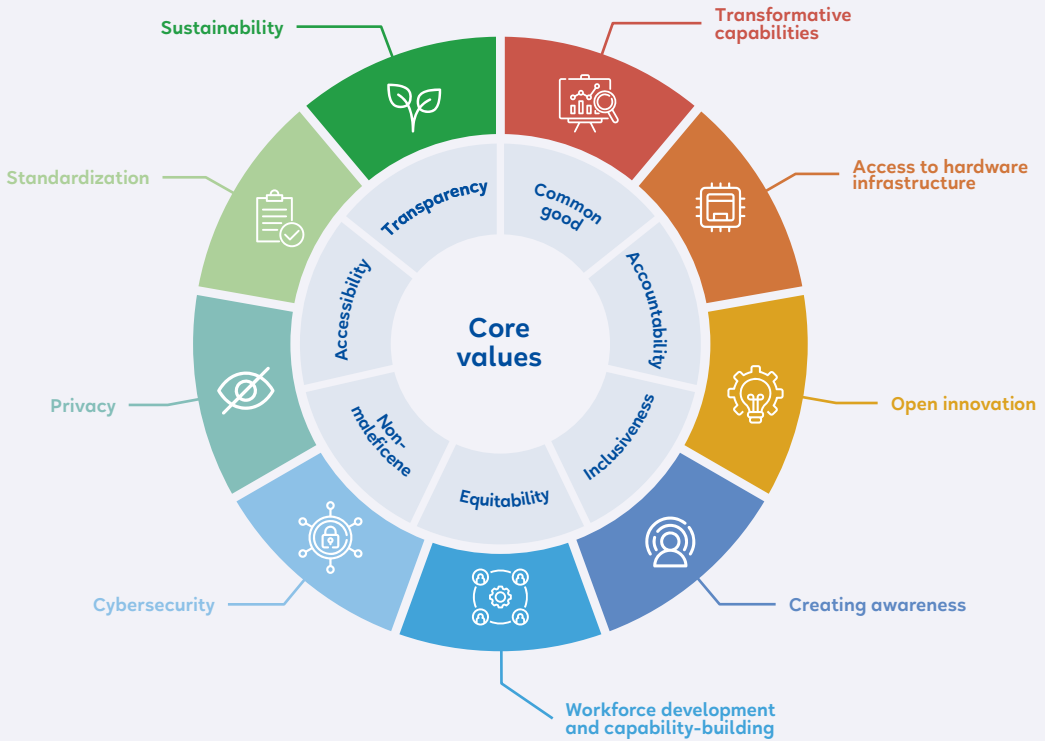 Sustainability
Transformative
capabilities
Standardization
Access to hardware
infrastructure
Transparency
Common
good
Accessibility
Accountability
Core
values
Privacy
Open innovation
Non-
maleficene
Inclusiveness
Equitability
Cybersecurity
Creating awareness
Workforce development
and capability-building